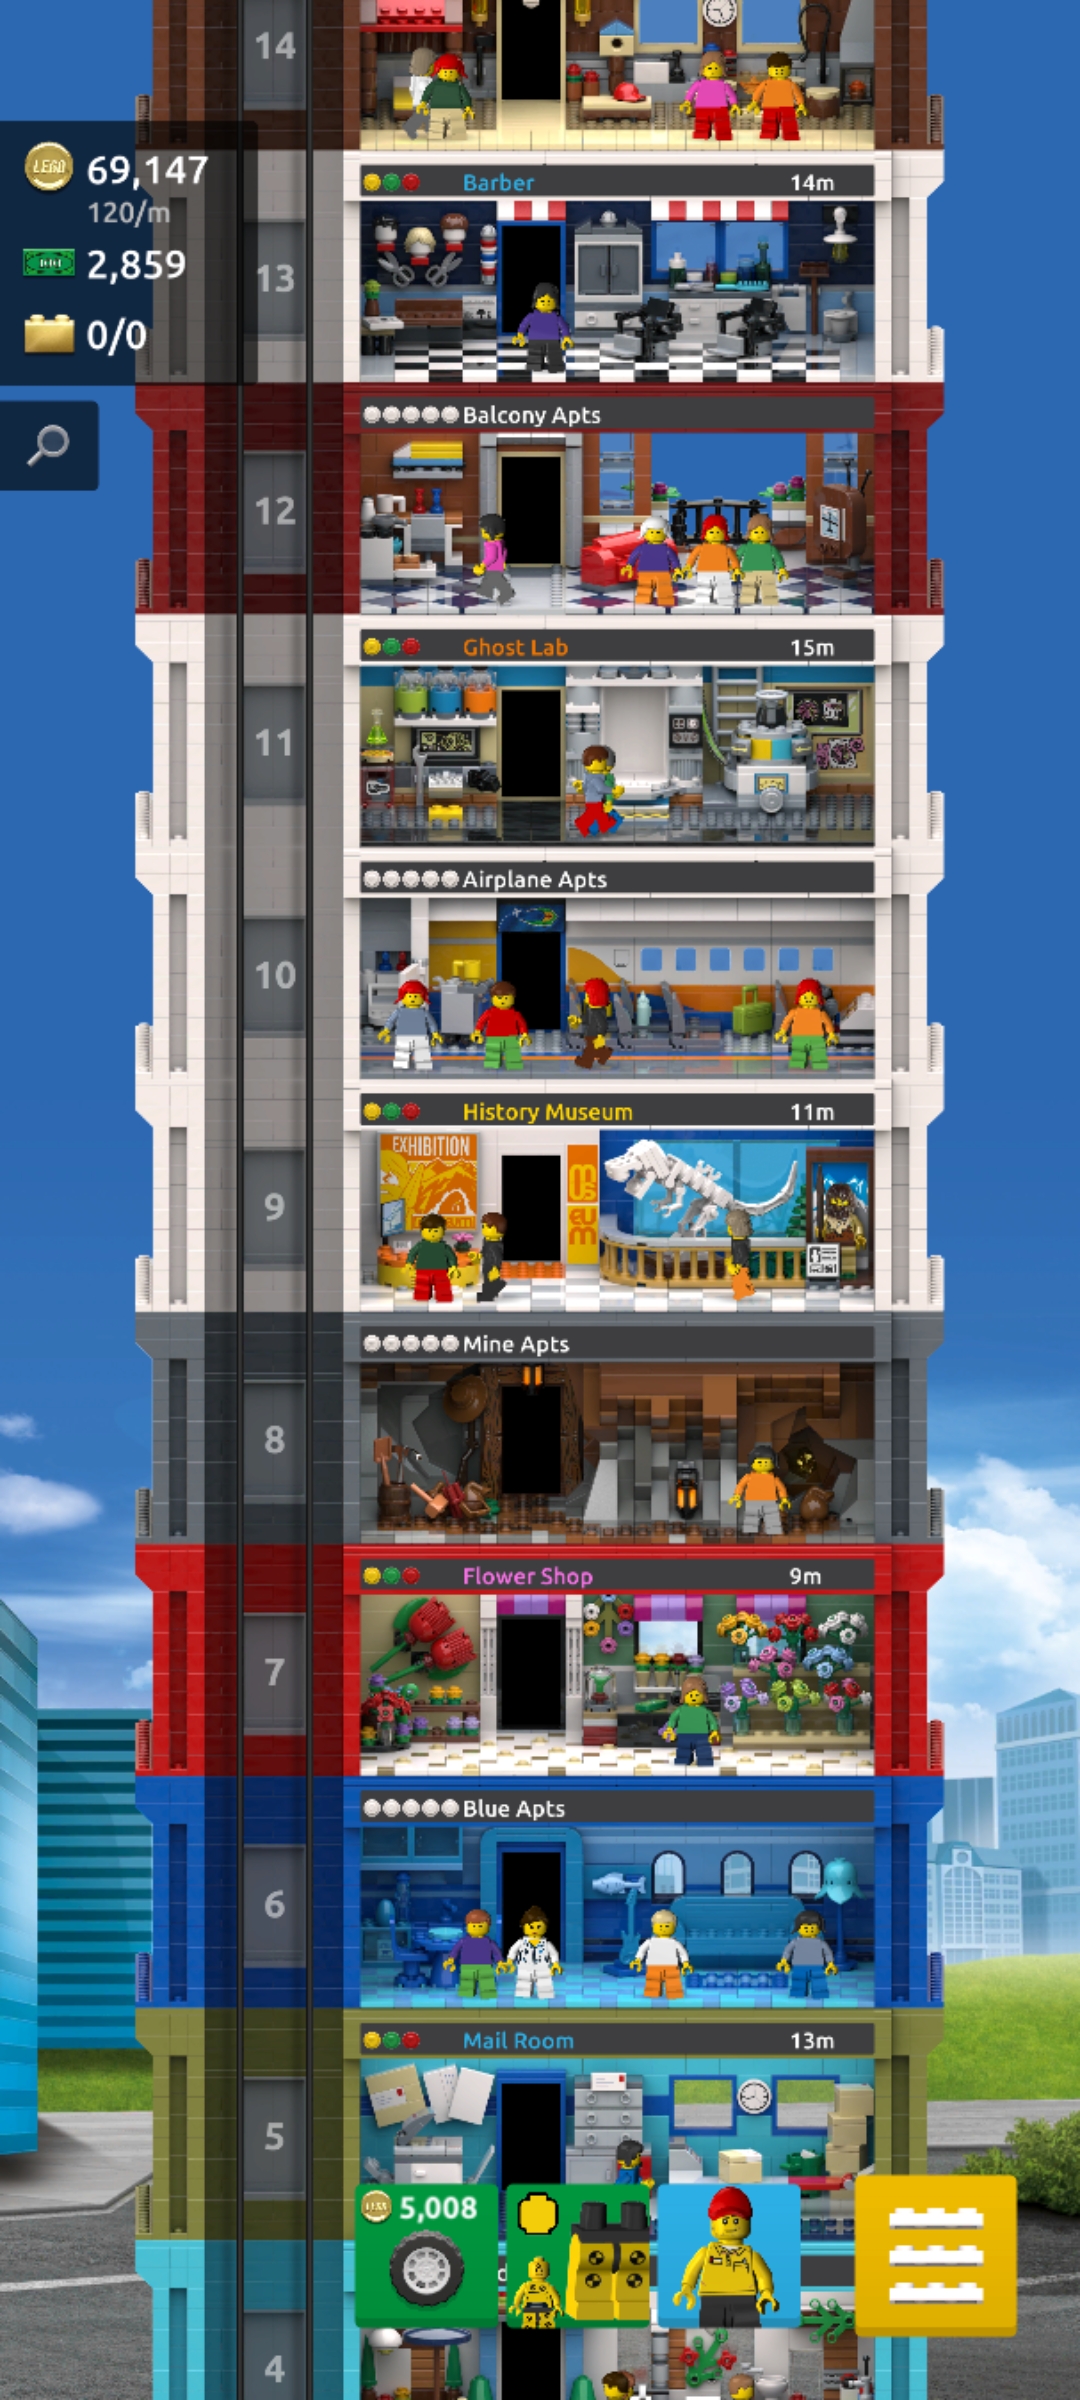 14
LEGO
69,147
120/m
2,859
0/0
Barber 14m
13
Balcony Apts
12
Ghost Lab 15m
11
Airplane Apts
10
History Museum 11m
EXHIBITION
9
Mine Apts
8
Flower Shop 9m
7
Blue Apts
6
Mail Room 13m
5
5,008
4